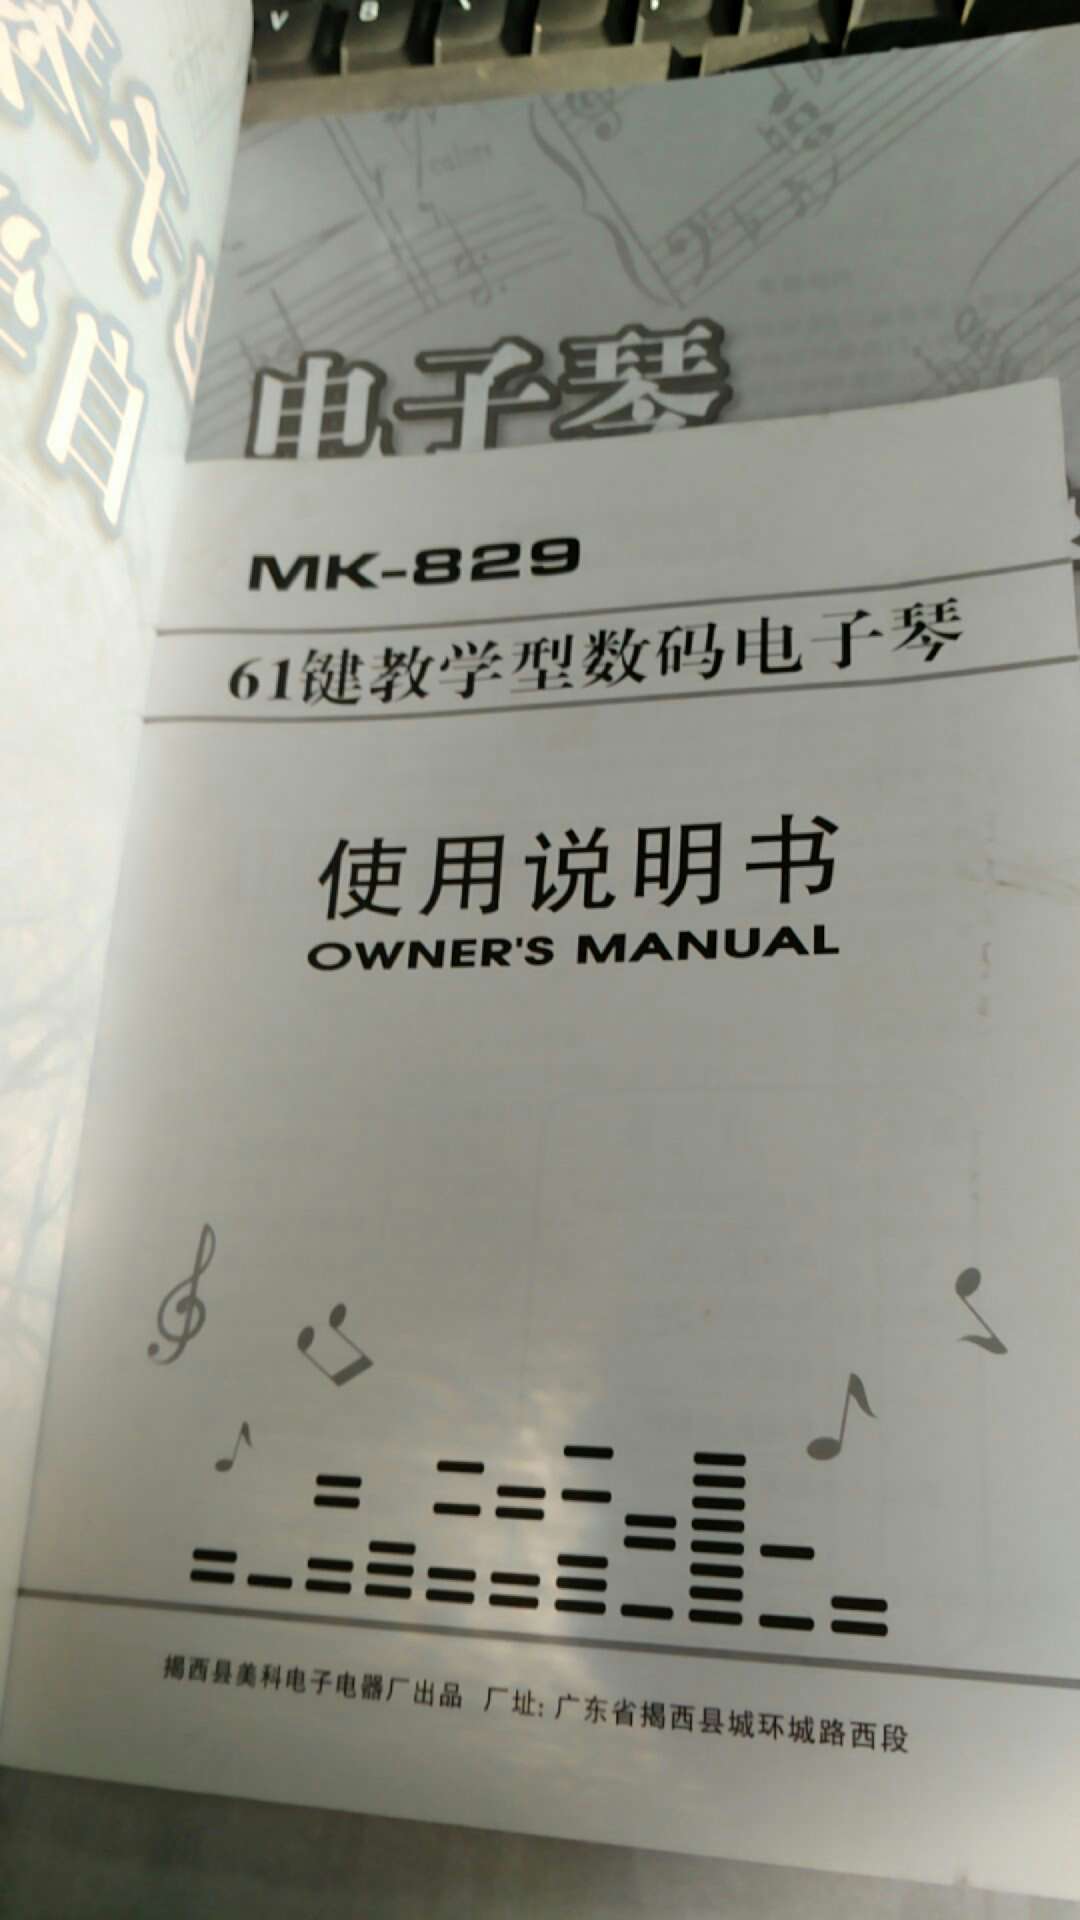 电子琴
MK-829
61键教学型数码电子琴
使用说明书
OWNER'S MANUAL
揭西县美科电子电器厂出品 厂址: 广东省揭西县城环城路西段